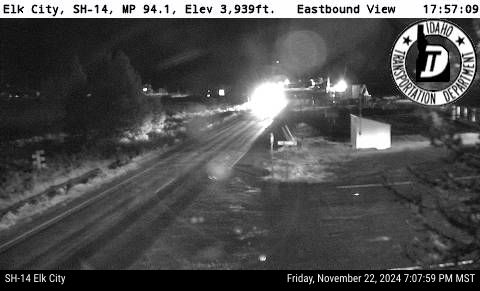 Elk City, SH-14, MP 94.1, Elev 3,939ft. Eastbound View 17:57:09
IDAHO
TRANSPORTATION DEPARTMENT
SH-14 Elk City Friday, November 22, 2024 7:07:59 PM MST